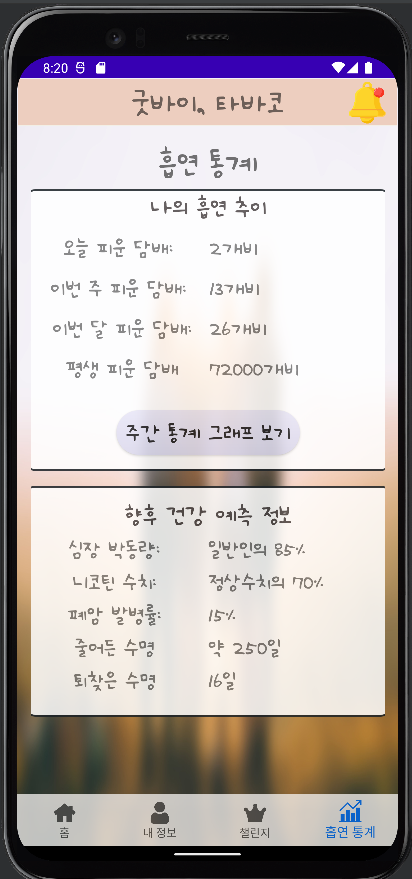 8:20
굿바이, 타바코
흡연 통계
나의 흡연 추이
오늘 피운 담배: 2개비
이번 주 피운 담배: 13개비
이번 달 피운 담배: 26개비
평생 피운 담배 72000개비
주간 통계 그래프 보기
향후 건강 예측 정보
심장 박동량: 일반인의 85%
니코틴 수치: 정상수치의 70%
폐암 발병률: 15%
줄어든 수명 약 250일
되찾은 수명 16일
홈 내 정보 챌린지 흡연 통계